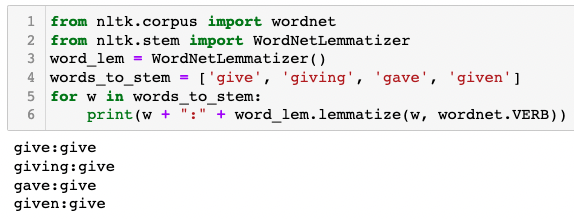 1 from nltk.corpus import wordnet
2 from nltk.stem import WordNetLemmatizer
3 word_lem = WordNetLemmatizer()
4 words_to_stem = ['give', 'giving', 'gave', 'given']
5 for w in words_to_stem:
6     print(w + ":" + word_lem.lemmatize(w, wordnet.VERB))
give:give
giving:give
gave:give
given:give